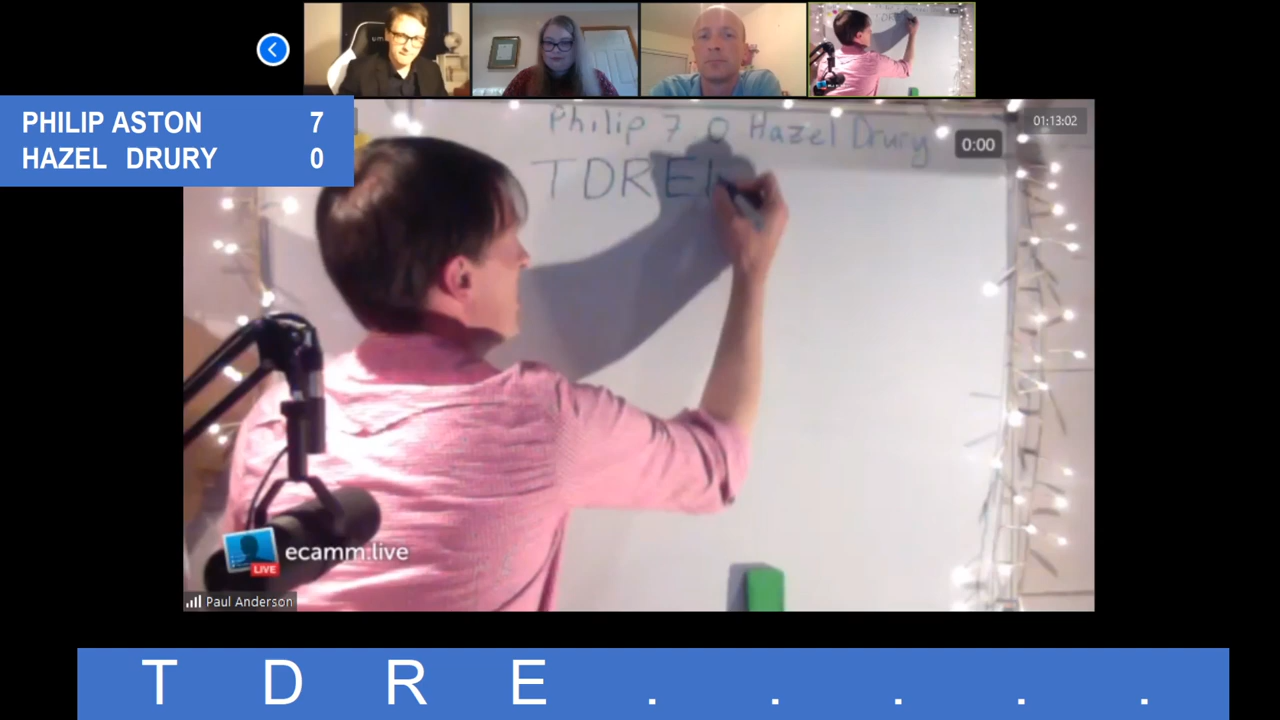 PHILIP ASTON 7
HAZEL DRURY 0
Philip 7 0 Hazel Drury
01:13:02
0:00
TDRE
ecamm.live
LIVE
Paul Anderson
T D R E . . . . .